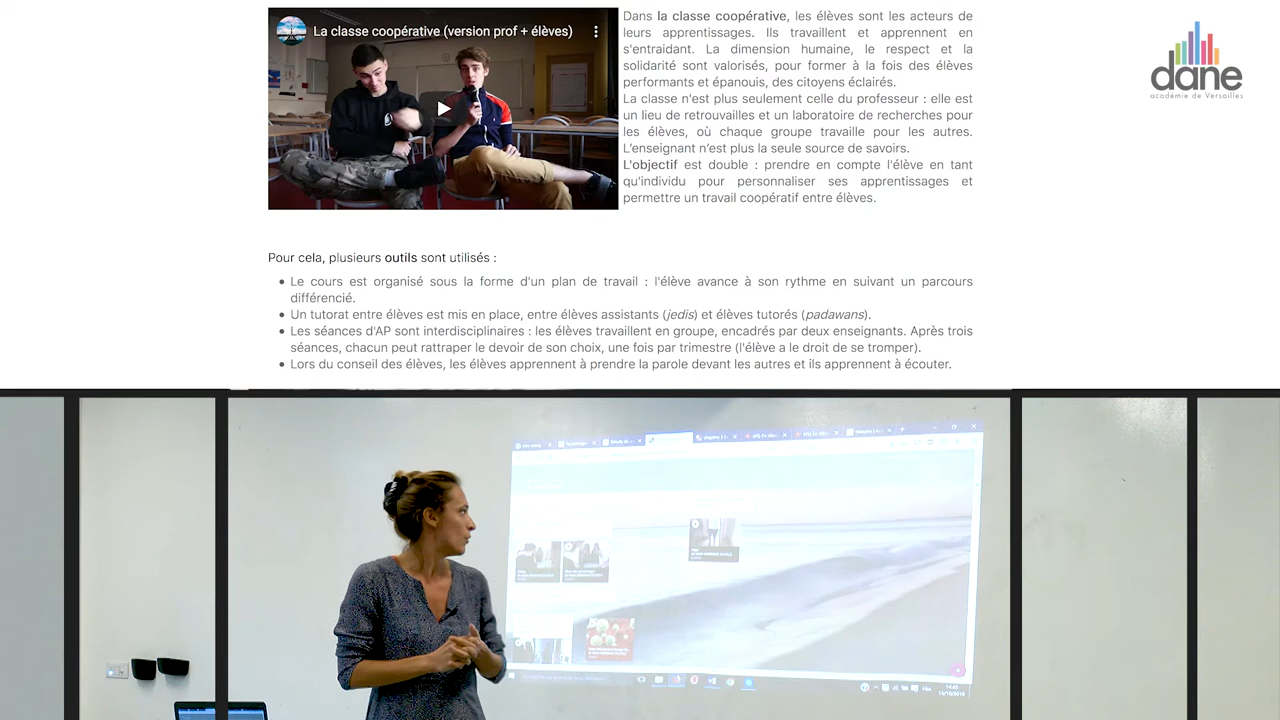 La classe coopérative (version prof + élèves)
Dans la classe coopérative, les élèves sont les acteurs de
leurs apprentissages. Ils travaillent et apprennent en
s'entraidant. La dimension humaine, le respect et la
solidarité sont valorisés, pour former à la fois des élèves
performants et épanouis, des citoyens éclairés.
La classe n'est plus seulement celle du professeur : elle est
un lieu de retrouvailles et un laboratoire de recherches pour
les élèves, où chaque groupe travaille pour les autres.
L'enseignant n'est plus la seule source de savoirs.
L'objectif est double : prendre en compte l'élève en tant
qu'individu pour personnaliser ses apprentissages et
permettre un travail coopératif entre élèves.
dane
académie de Versailles
Pour cela, plusieurs outils sont utilisés :
• Le cours est organisé sous la forme d'un plan de travail : l'élève avance à son rythme en suivant un parcours
différencié.
• Un tutorat entre élèves est mis en place, entre élèves assistants (jedis) et élèves tutorés (padawans).
• Les séances d'AP sont interdisciplinaires : les élèves travaillent en groupe, encadrés par deux enseignants. Après trois
séances, chacun peut rattraper le devoir de son choix, une fois par trimestre (l'élève a le droit de se tromper).
• Lors du conseil des élèves, les élèves apprennent à prendre la parole devant les autres et ils apprennent à écouter.